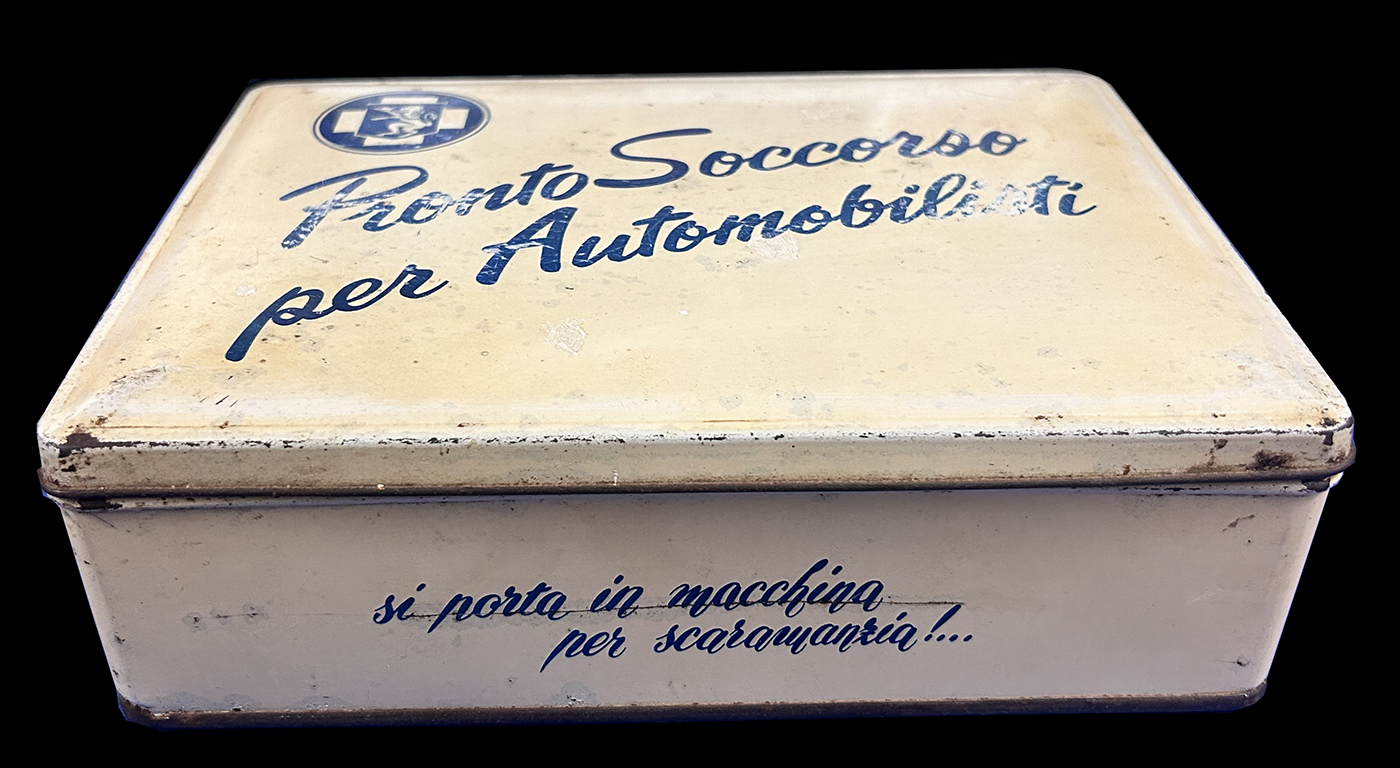 Pronto Soccorso
per Automobilisti
si porta in macchina
per scaramanzia!...